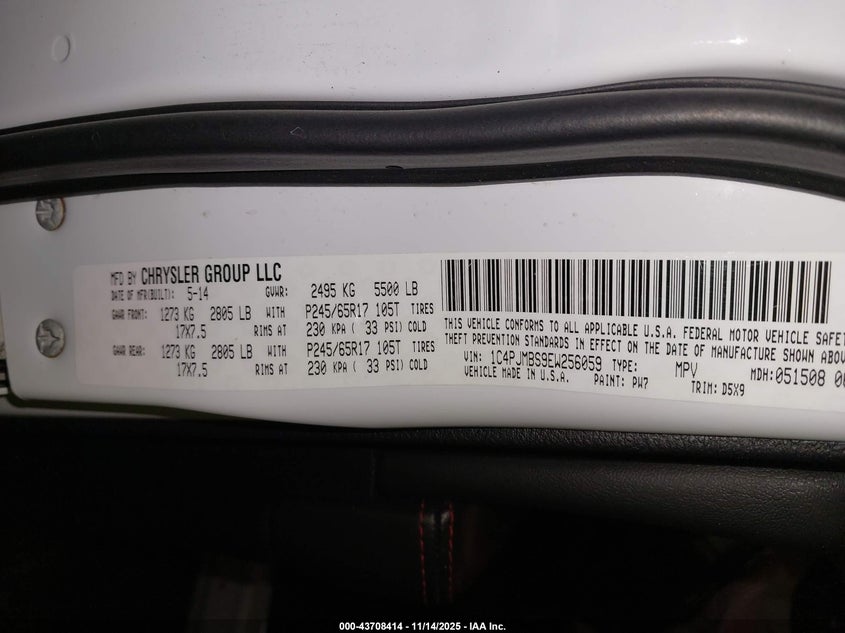 MFD BY CHRYSLER GROUP LLC
DATE OF MFR(BUILT): 5-14 GVWR: 2495 KG 5500 LB
GAWR FRONT: 1273 KG 2805 LB WITH P245/65R17 105T TIRES
17X7.5 RIMS AT 230 KPA ( 33 PSI) COLD
GAWR REAR: 1273 KG 2805 LB WITH P245/65R17 105T TIRES
17X7.5 RIMS AT 230 KPA ( 33 PSI) COLD
THIS VEHICLE CONFORMS TO ALL APPLICABLE U.S.A. FEDERAL MOTOR VEHICLE SAFET
THEFT PREVENTION STANDARDS IN EFFECT ON THE DATE OF MANUFACTURE SHOWN ABOV
VIN: 1C4PJMBS9EW256059 TYPE: MPV MDH:051508 0
VEHICLE MADE IN U.S.A. PAINT: PW7 TRIM: D5X9
000-43708414 - 11/14/2025 - IAA Inc.